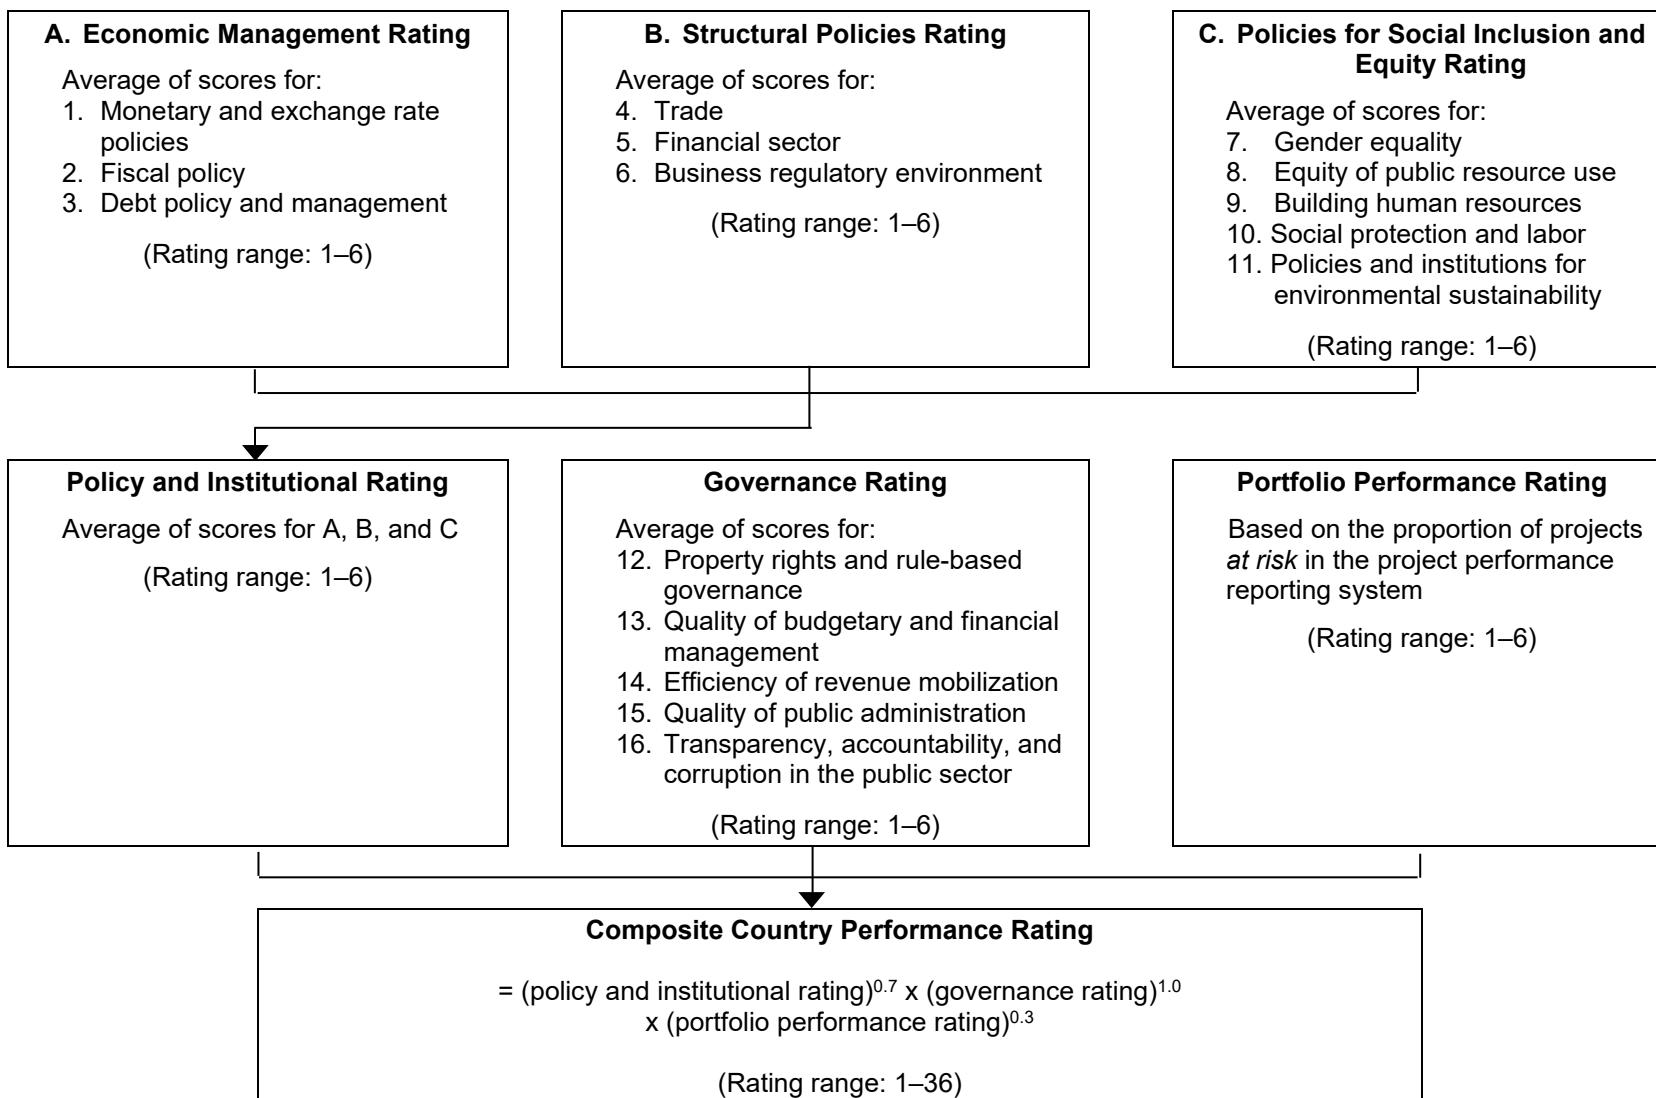 A. Economic Management Rating
Average of scores for:
1. Monetary and exchange rate
policies
2. Fiscal policy
3. Debt policy and management
(Rating range: 1–6)
B. Structural Policies Rating
Average of scores for:
4. Trade
5. Financial sector
6. Business regulatory environment
(Rating range: 1–6)
C. Policies for Social Inclusion and
Equity Rating
Average of scores for:
7. Gender equality
8. Equity of public resource use
9. Building human resources
10. Social protection and labor
11. Policies and institutions for
environmental sustainability
(Rating range: 1–6)
Policy and Institutional Rating
Average of scores for A, B, and C
(Rating range: 1–6)
Governance Rating
Average of scores for:
12. Property rights and rule-based
governance
13. Quality of budgetary and financial
management
14. Efficiency of revenue mobilization
15. Quality of public administration
16. Transparency, accountability, and
corruption in the public sector
(Rating range: 1–6)
Portfolio Performance Rating
Based on the proportion of projects
at risk in the project performance
reporting system
(Rating range: 1–6)
Composite Country Performance Rating
= (policy and institutional rating)^0.7 x (governance rating)^1.0
x (portfolio performance rating)^0.3
(Rating range: 1–36)